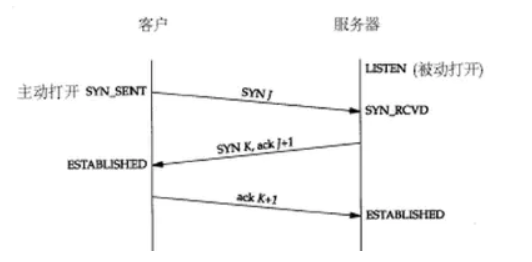 客户 服务器
LISTEN (被动打开)
主动打开 SYN_SENT
SYN J
SYN_RCVD
SYN K, ack J+1
ESTABLISHED
ack K+1
ESTABLISHED